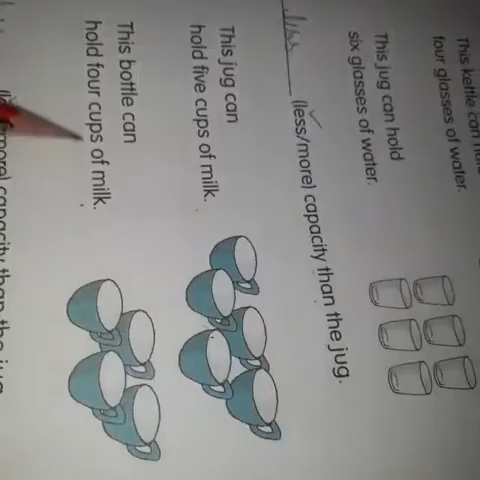 This kettle can
four glasses of water.
This jug can hold
six glasses of water.
less (less/more) capacity than the jug.
This jug can
hold five cups of milk.
This bottle can
hold four cups of milk.
more) capacity than the jug